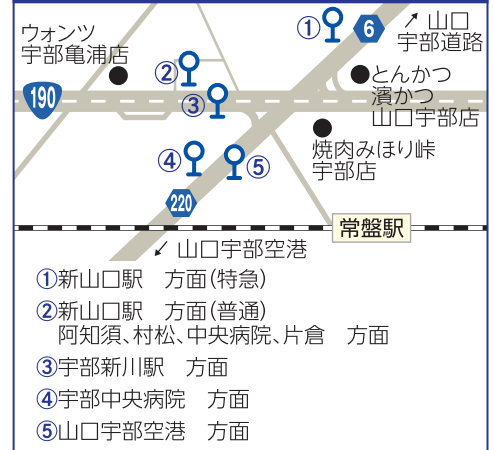 ウォンツ
宇部亀浦店
①
6
↗ 山口
宇部道路
②
190
③
とんかつ
濱かつ
山口宇部店
焼肉みほり峠
宇部店
④
⑤
220
常盤駅
↙ 山口宇部空港
①新山口駅　方面(特急)
②新山口駅　方面(普通)
阿知須、村松、中央病院、片倉　方面
③宇部新川駅　方面
④宇部中央病院　方面
⑤山口宇部空港　方面